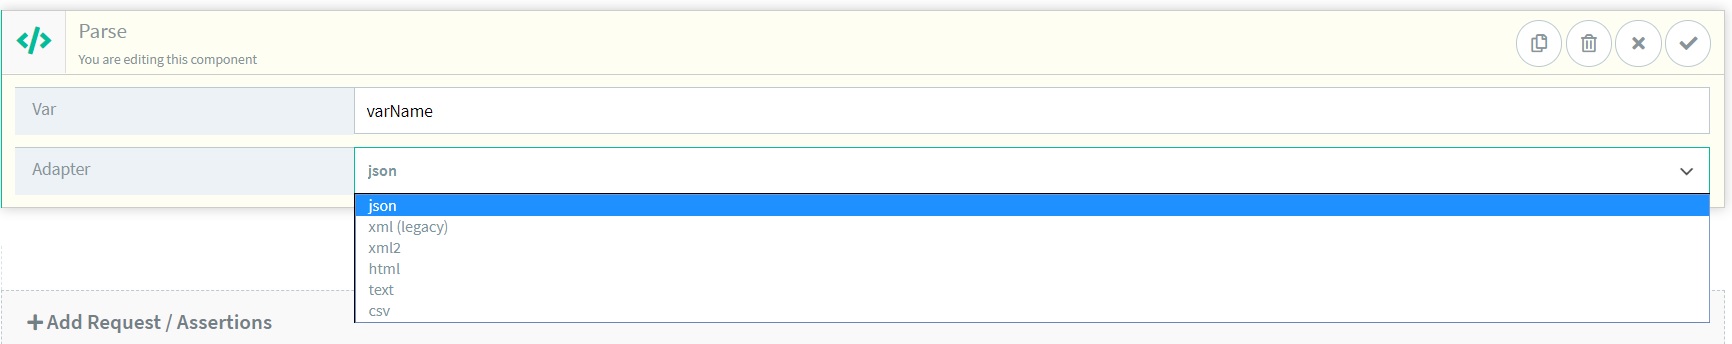 Parse
You are editing this component
Var
varName
Adapter
json
json
xml (legacy)
xml2
html
text
csv
Add Request / Assertions